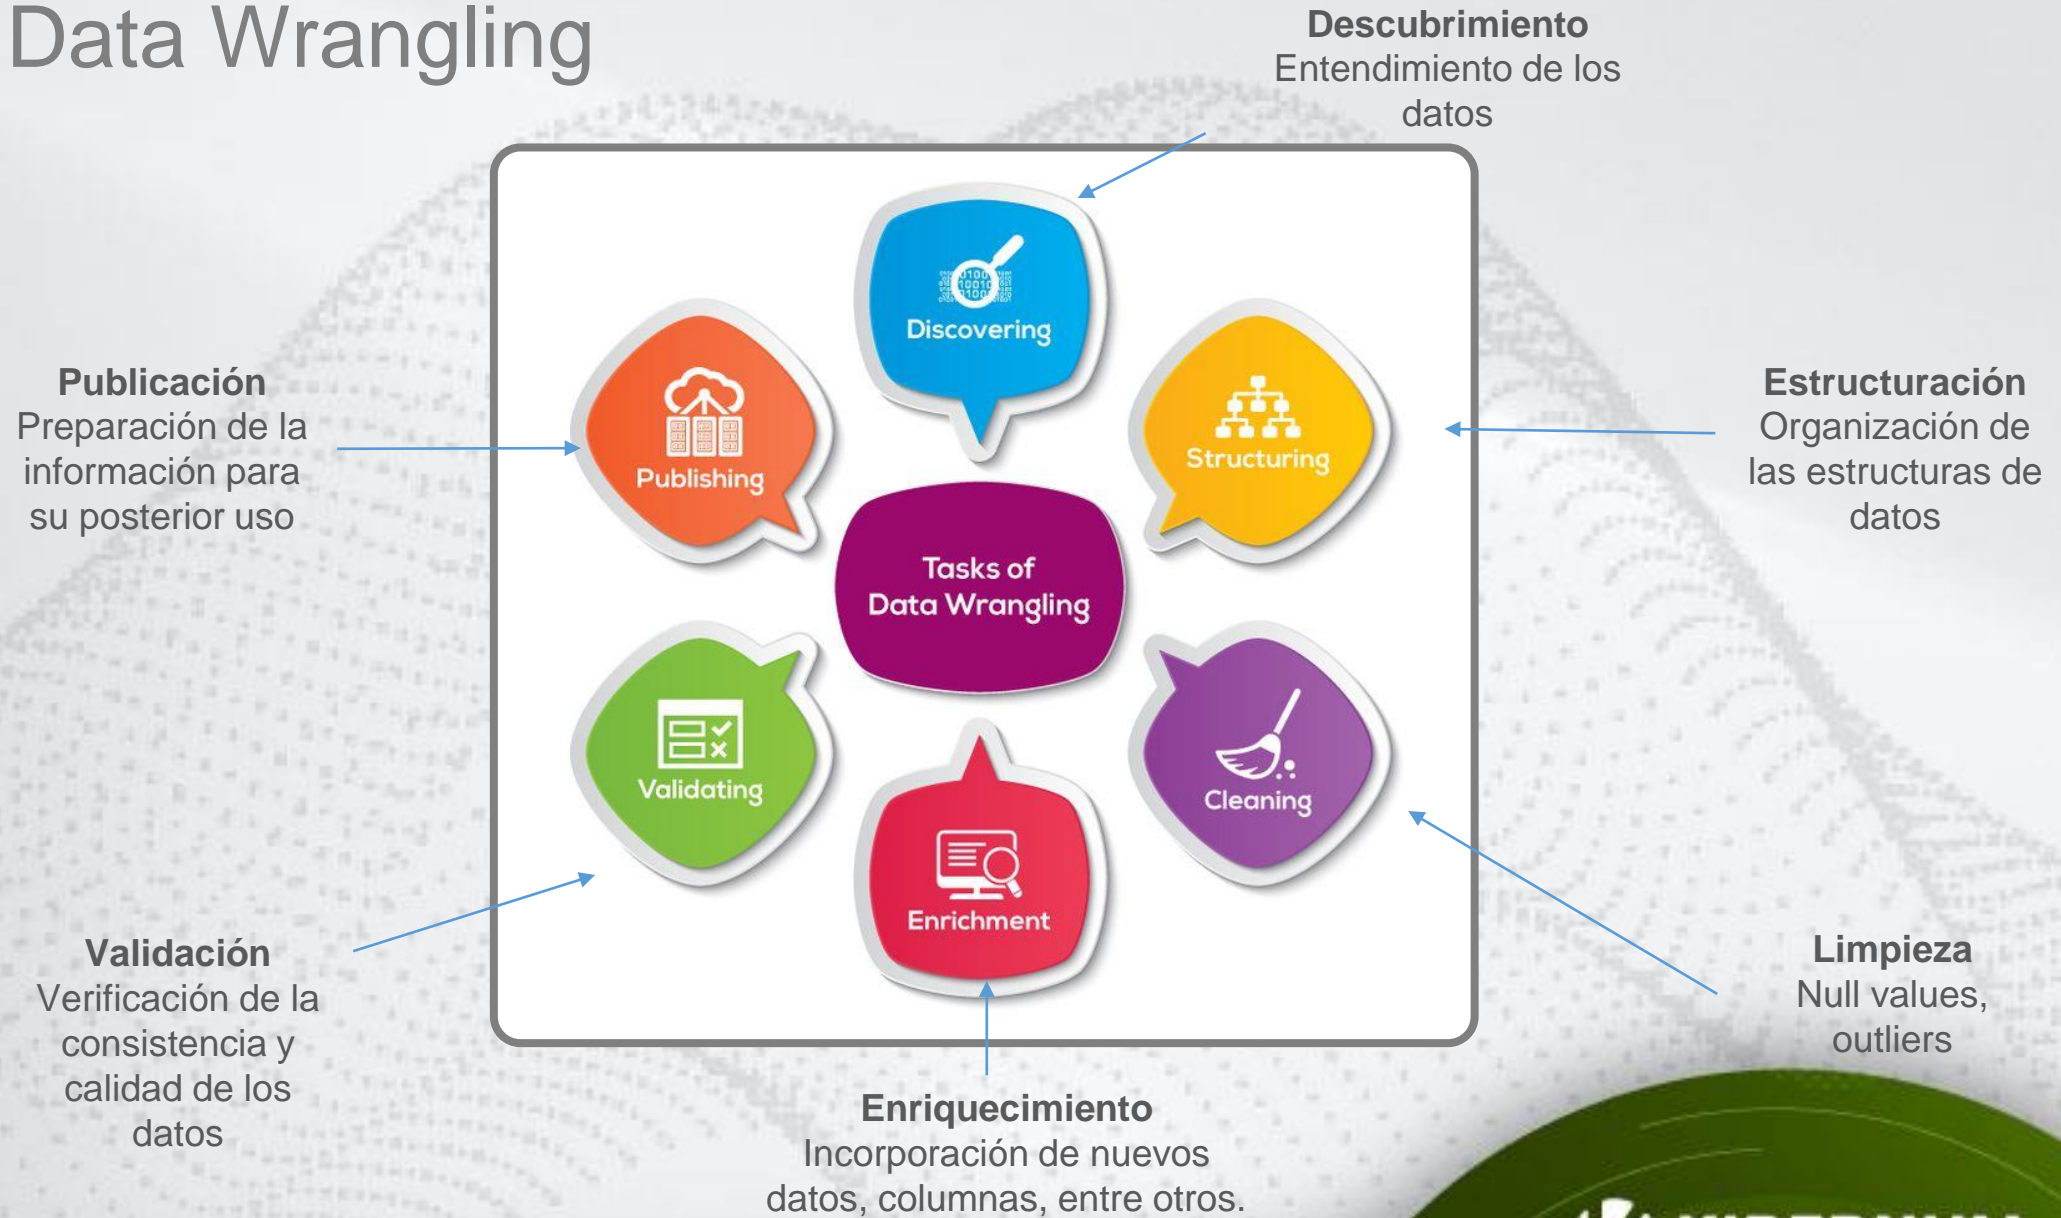 Data Wrangling
Descubrimiento
Entendimiento de los
datos
Discovering
Publicación
Preparación de la
información para
su posterior uso
Publishing
Structuring
Estructuración
Organización de
las estructuras de
datos
Tasks of
Data Wrangling
Validating
Cleaning
Enrichment
Validación
Verificación de la
consistencia y
calidad de los
datos
Limpieza
Null values,
outliers
Enriquecimiento
Incorporación de nuevos
datos, columnas, entre otros.